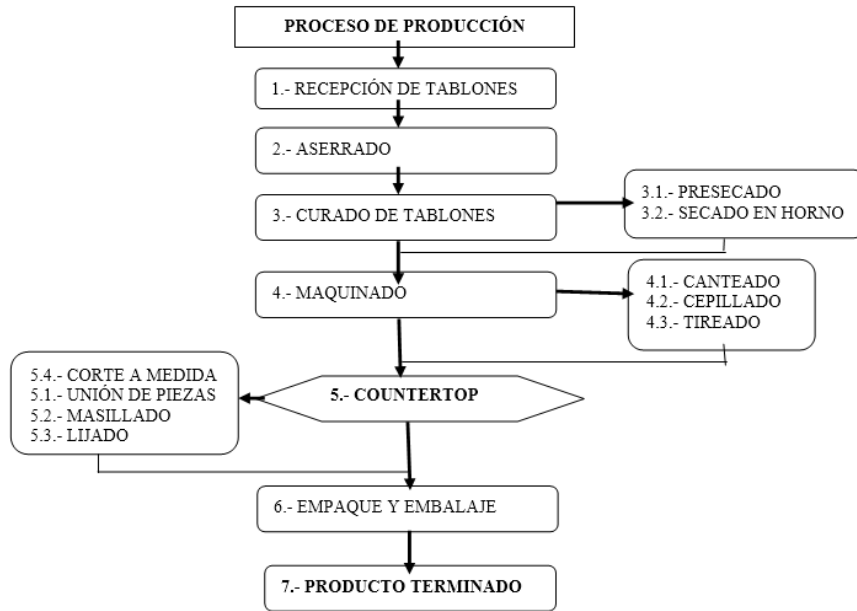 PROCESO DE PRODUCCIÓN
1.- RECEPCIÓN DE TABLONES
2.- ASERRADO
3.- CURADO DE TABLONES
3.1.- PRESECADO
3.2.- SECADO EN HORNO
4.- MAQUINADO
4.1.- CANTEADO
4.2.- CEPILLADO
4.3.- TIREADO
5.- COUNTERTOP
5.4.- CORTE A MEDIDA
5.1.- UNIÓN DE PIEZAS
5.2.- MASILLADO
5.3.- LIJADO
6.- EMPAQUE Y EMBALAJE
7.- PRODUCTO TERMINADO